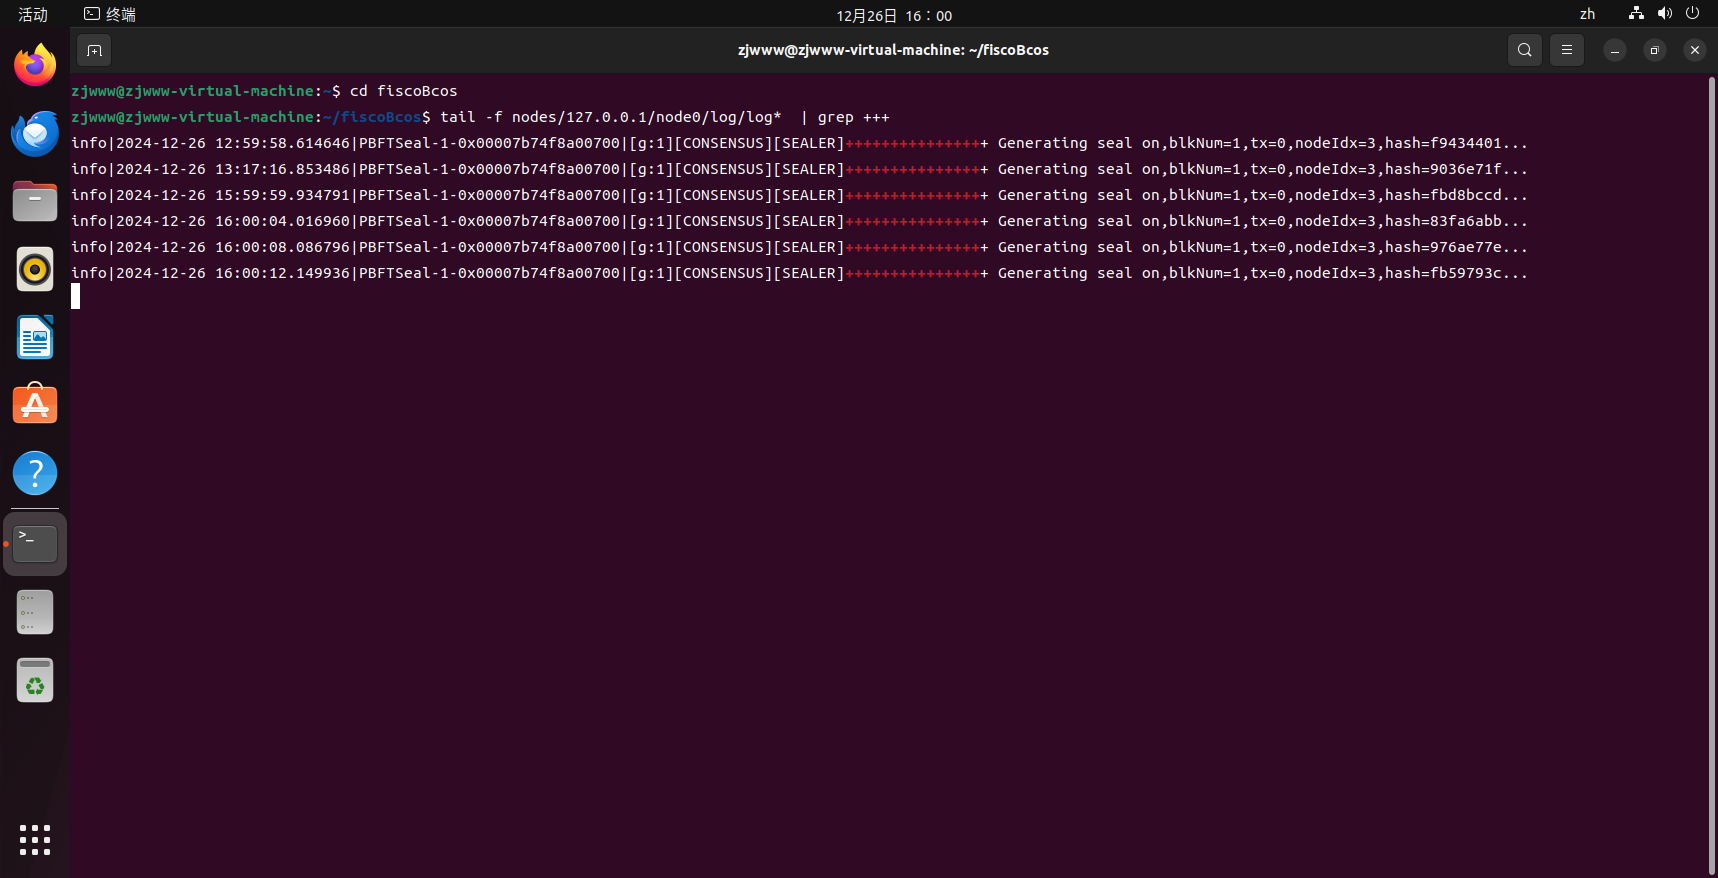 活动 终端 12月26日 16：00 zh
zjwww@zjwww-virtual-machine: ~/fiscoBcos
zjwww@zjwww-virtual-machine:~$ cd fiscoBcos
zjwww@zjwww-virtual-machine:~/fiscoBcos$ tail -f nodes/127.0.0.1/node0/log/log*  | grep +++
info|2024-12-26 12:59:58.614646|PBFTSeal-1-0x00007b74f8a00700|[g:1][CONSENSUS][SEALER]++++++++++++++++ Generating seal on,blkNum=1,tx=0,nodeIdx=3,hash=f9434401...
info|2024-12-26 13:17:16.853486|PBFTSeal-1-0x00007b74f8a00700|[g:1][CONSENSUS][SEALER]++++++++++++++++ Generating seal on,blkNum=1,tx=0,nodeIdx=3,hash=9036e71f...
info|2024-12-26 15:59:59.934791|PBFTSeal-1-0x00007b74f8a00700|[g:1][CONSENSUS][SEALER]++++++++++++++++ Generating seal on,blkNum=1,tx=0,nodeIdx=3,hash=fbd8bccd...
info|2024-12-26 16:00:04.016960|PBFTSeal-1-0x00007b74f8a00700|[g:1][CONSENSUS][SEALER]++++++++++++++++ Generating seal on,blkNum=1,tx=0,nodeIdx=3,hash=83fa6abb...
info|2024-12-26 16:00:08.086796|PBFTSeal-1-0x00007b74f8a00700|[g:1][CONSENSUS][SEALER]++++++++++++++++ Generating seal on,blkNum=1,tx=0,nodeIdx=3,hash=976ae77e...
info|2024-12-26 16:00:12.149936|PBFTSeal-1-0x00007b74f8a00700|[g:1][CONSENSUS][SEALER]++++++++++++++++ Generating seal on,blkNum=1,tx=0,nodeIdx=3,hash=fb59793c...